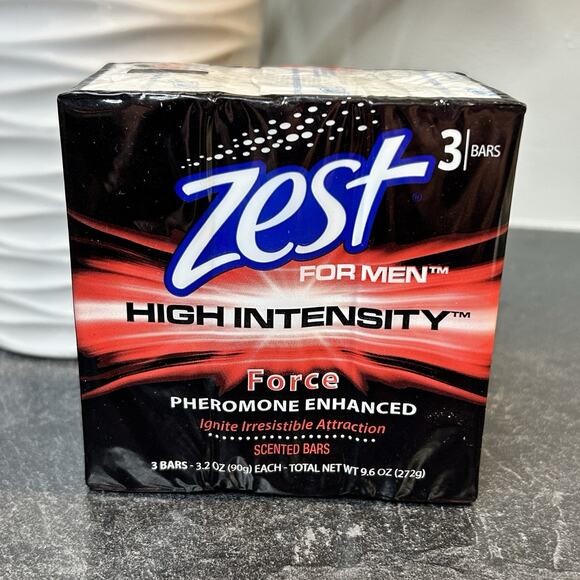 zest®
3 | BARS
FOR MEN™
HIGH INTENSITY™
Force
PHEROMONE ENHANCED
Ignite Irresistible Attraction
SCENTED BARS
3 BARS - 3.2 OZ (90g) EACH - TOTAL NET WT 9.6 OZ (272g)